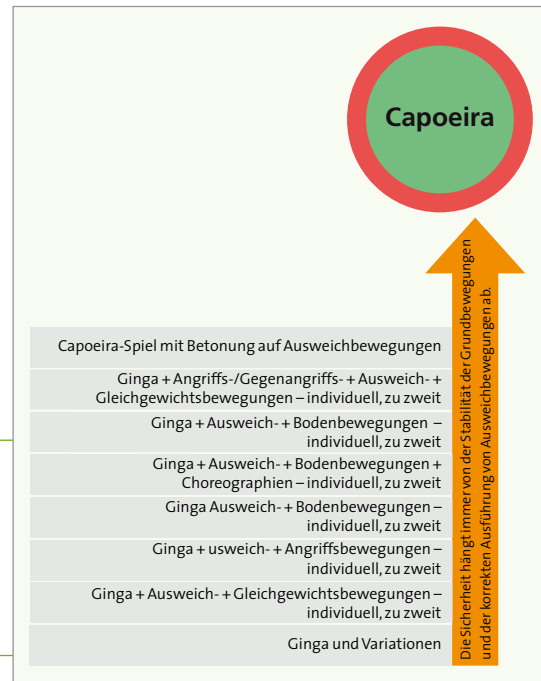 Capoeira
Die Sicherheit hängt immer von der Stabilität der Grundbewegungen
und der korrekten Ausführung von Ausweichbewegungen ab.
Capoeira-Spiel mit Betonung auf Ausweichbewegungen
Ginga + Angriffs-/Gegenangriffs- + Ausweich- +
Gleichgewichtsbewegungen – individuell, zu zweit
Ginga + Ausweich- + Bodenbewegungen –
individuell, zu zweit
Ginga + Ausweich- + Bodenbewegungen +
Choreographien – individuell, zu zweit
Ginga Ausweich- + Bodenbewegungen –
individuell, zu zweit
Ginga + usweich- + Angriffsbewegungen –
individuell, zu zweit
Ginga + Ausweich- + Gleichgewichtsbewegungen –
individuell, zu zweit
Ginga und Variationen